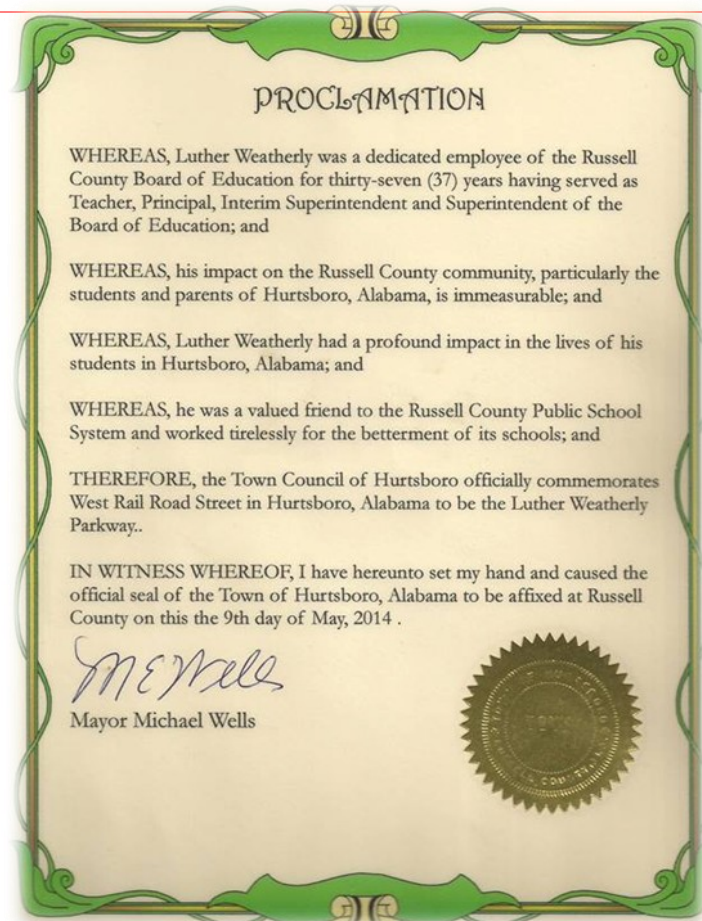 PROCLAMATION
WHEREAS, Luther Weatherly was a dedicated employee of the Russell
County Board of Education for thirty-seven (37) years having served as
Teacher, Principal, Interim Superintendent and Superintendent of the
Board of Education; and
WHEREAS, his impact on the Russell County community, particularly the
students and parents of Hurtsboro, Alabama, is immeasurable; and
WHEREAS, Luther Weatherly had a profound impact in the lives of his
students in Hurtsboro, Alabama; and
WHEREAS, he was a valued friend to the Russell County Public School
System and worked tirelessly for the betterment of its schools; and
THEREFORE, the Town Council of Hurtsboro officially commemorates
West Rail Road Street in Hurtsboro, Alabama to be the Luther Weatherly
Parkway..
IN WITNESS WHEREOF, I have hereunto set my hand and caused the
official seal of the Town of Hurtsboro, Alabama to be affixed at Russell
County on this the 9th day of May, 2014 .
M E Wells
Mayor Michael Wells